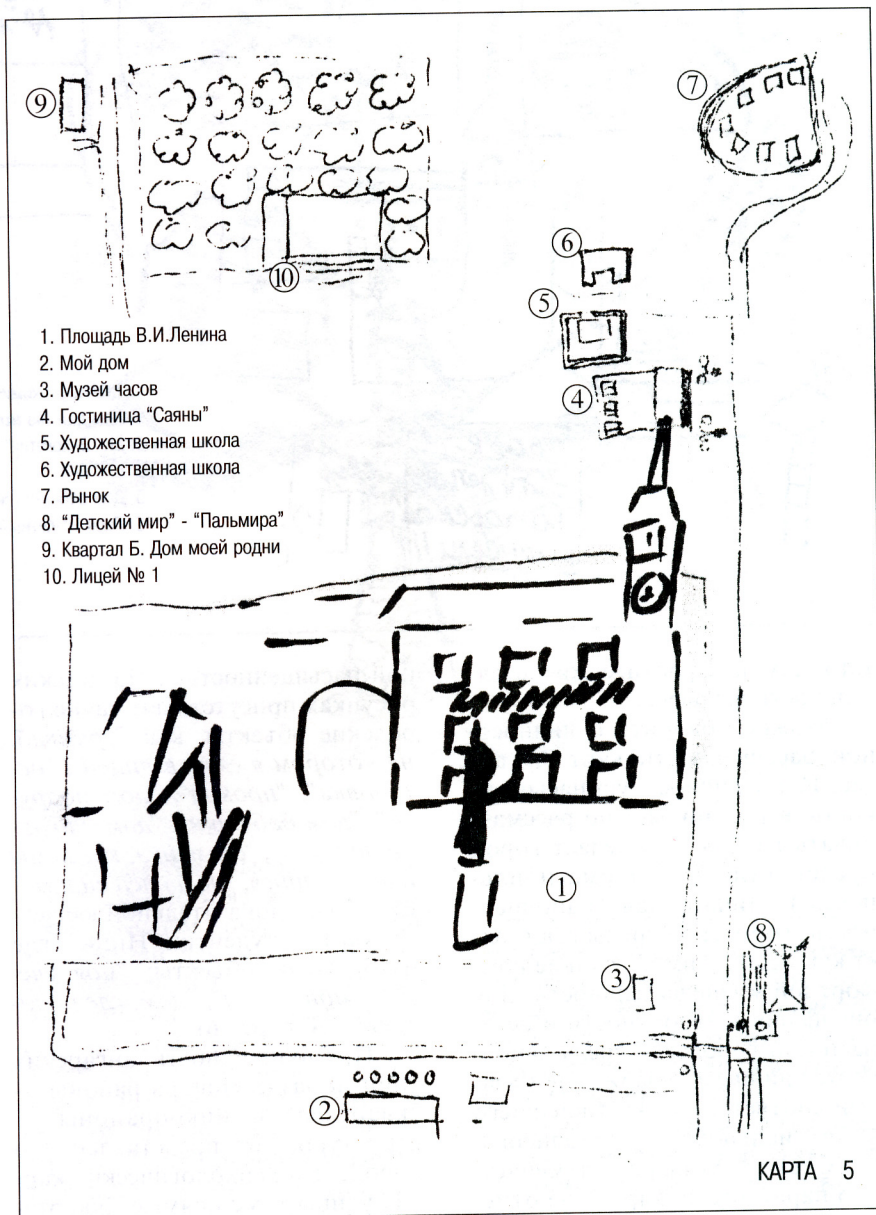 ⑨
⑦
⑥
⑤
④
⑩
1. Площадь В.И.Ленина
2. Мой дом
3. Музей часов
4. Гостиница "Саяны"
5. Художественная школа
6. Художественная школа
7. Рынок
8. "Детский мир" - "Пальмира"
9. Квартал Б. Дом моей родни
10. Лицей № 1
①
⑧
③
②
КАРТА 5